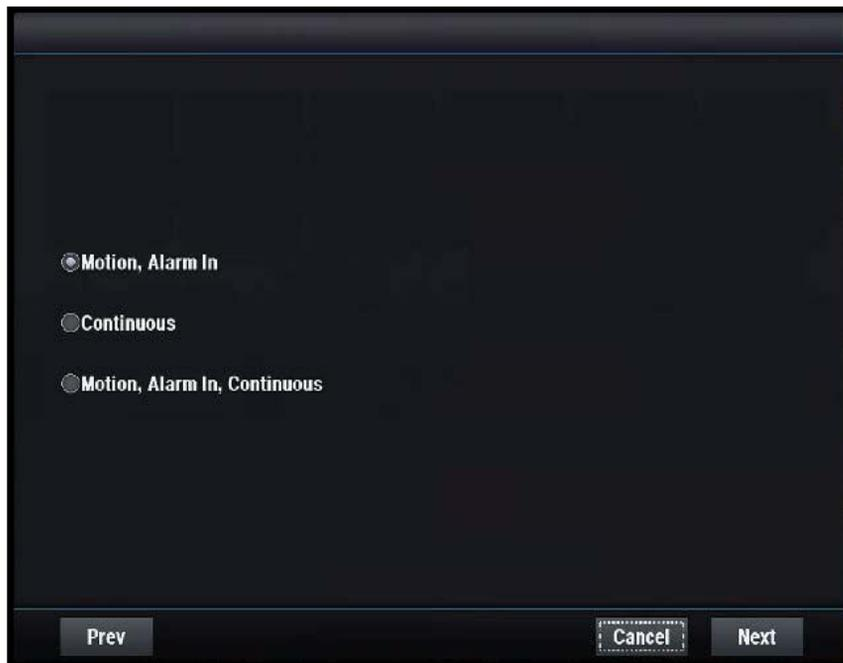 Motion, Alarm In
Continuous
Motion, Alarm In, Continuous
Prev Cancel Next